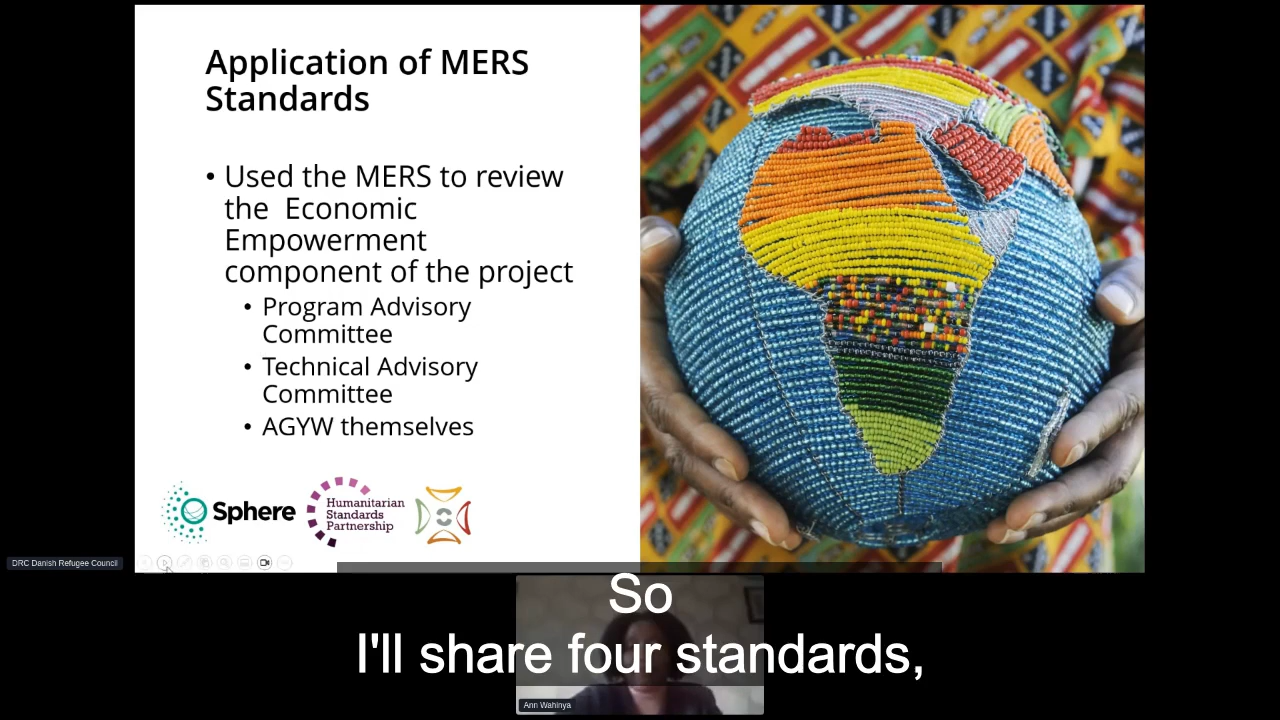 Application of MERS
Standards
• Used the MERS to review
the  Economic
Empowerment
component of the project
• Program Advisory
Committee
• Technical Advisory
Committee
• AGYW themselves
Sphere
Humanitarian
Standards
Partnership
DRC Danish Refugee Council
So
I'll share four standards,
Ann Wahinya